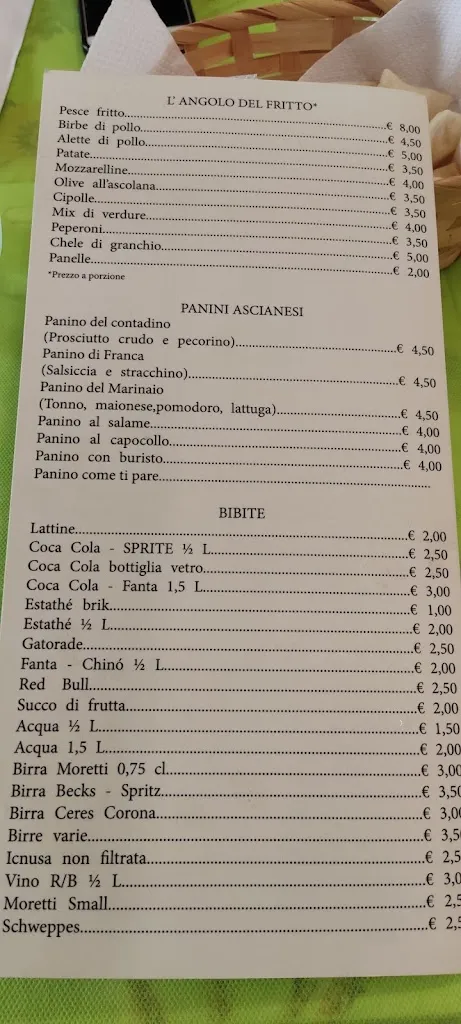 L' ANGOLO DEL FRITTO*
Pesce fritto...€ 8,00
Birbe di pollo...€ 4,50
Alette di pollo...€ 5,00
Patate...€ 3,50
Mozzarelline...€ 4,00
Olive all'ascolana...€ 3,50
Cipolle...€ 3,50
Mix di verdure...€ 4,00
Peperoni...€ 3,50
Chele di granchio...€ 5,00
Panelle...€ 2,00
*Prezzo a porzione
PANINI ASCIANESI
Panino del contadino
(Prosciutto crudo e pecorino)...€ 4,50
Panino di Franca
(Salsiccia e stracchino)...€ 4,50
Panino del Marinaio
(Tonno, maionese,pomodoro, lattuga)...€ 4,50
Panino al salame...€ 4,00
Panino al capocollo...€ 4,00
Panino con buristo...€ 4,00
Panino come ti pare...
BIBITE
Lattine...€ 2,00
Coca Cola - SPRITE ½ L...€ 2,50
Coca Cola bottiglia vetro...€ 2,50
Coca Cola - Fanta 1,5 L...€ 3,00
Estathé brik...€ 1,00
Estathé ½ L...€ 2,00
Gatorade...€ 2,50
Fanta - Chinó ½ L...€ 2,00
Red Bull...€ 2,50
Succo di frutta...€ 2,00
Acqua ½ L...€ 1,50
Acqua 1,5 L...€ 2,00
Birra Moretti 0,75 cl...€ 3,00
Birra Becks - Spritz...€ 3,50
Birra Ceres Corona...€ 3,00
Birre varie...€ 3,5
Icnusa non filtrata...€ 2,5
Vino R/B ½ L...€ 3,0
Moretti Small...€ 2,5
Schweppes...€ 2,5